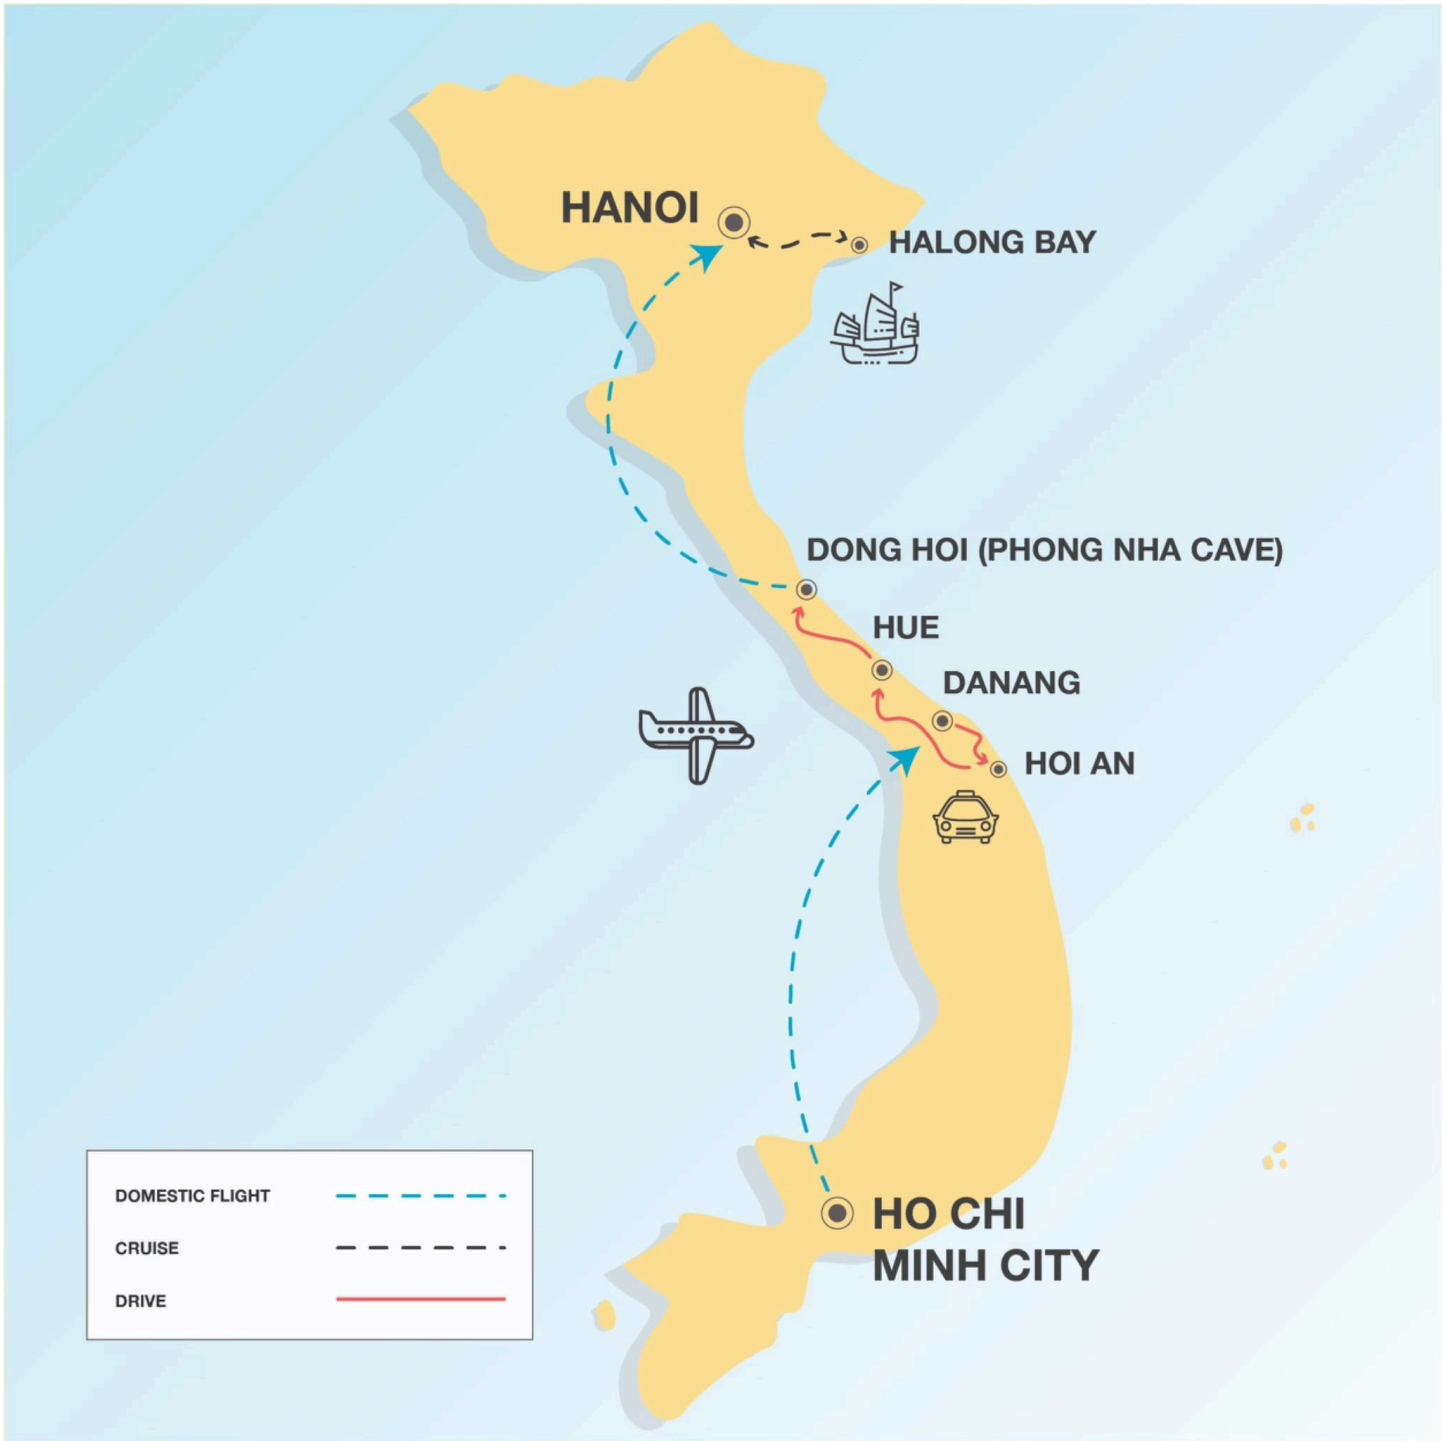 HANOI
HALONG BAY
DONG HOI (PHONG NHA CAVE)
HUE
DANANG
HOI AN
HO CHI
MINH CITY
DOMESTIC FLIGHT
CRUISE
DRIVE